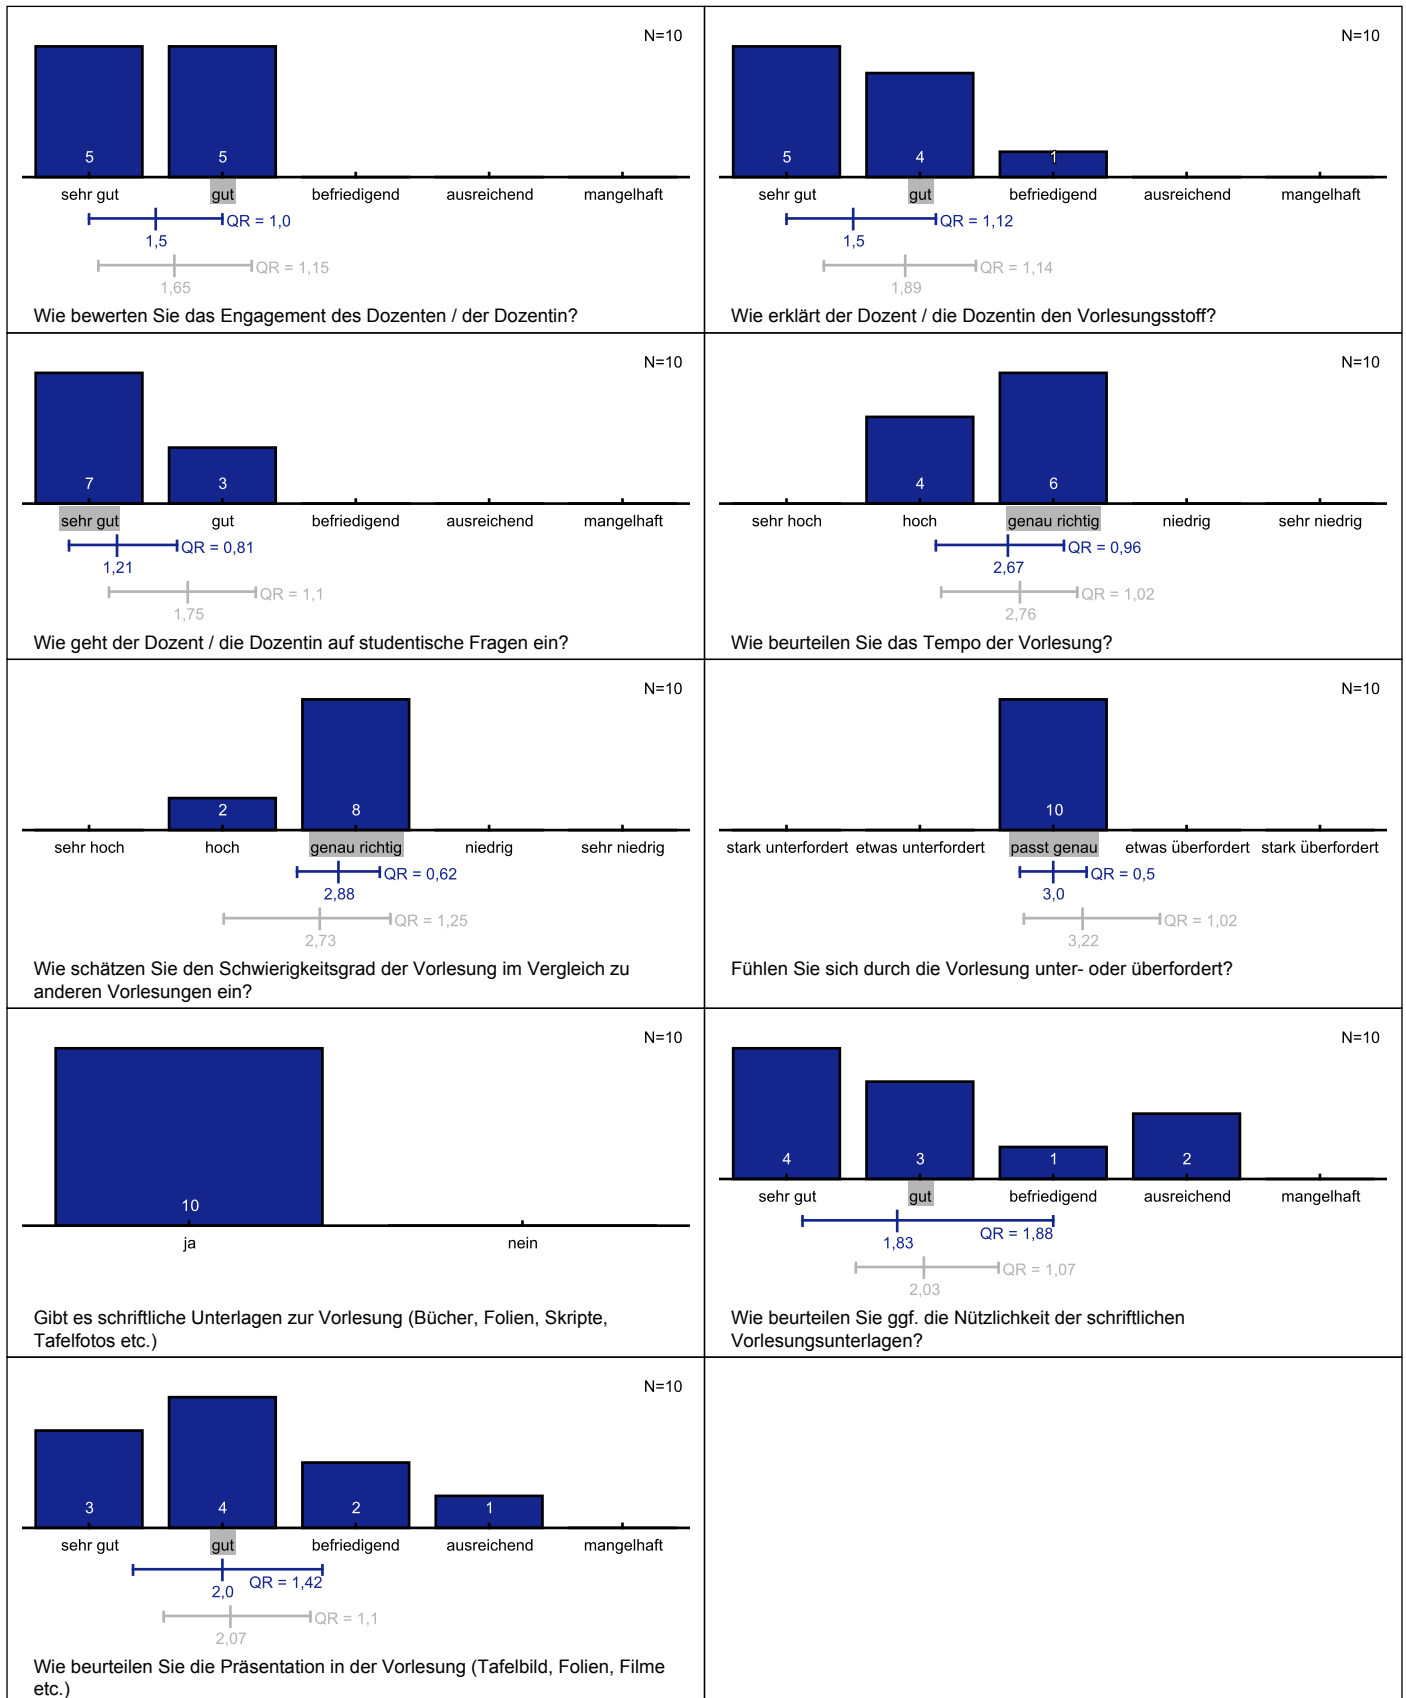 N=10
5 5
sehr gut gut befriedigend ausreichend mangelhaft
QR = 1,0
1,5
QR = 1,15
1,65
Wie bewerten Sie das Engagement des Dozenten / der Dozentin?
N=10
5 4 1
sehr gut gut befriedigend ausreichend mangelhaft
QR = 1,12
1,5
QR = 1,14
1,89
Wie erklärt der Dozent / die Dozentin den Vorlesungsstoff?
N=10
7 3
sehr gut gut befriedigend ausreichend mangelhaft
QR = 0,81
1,21
QR = 1,1
1,75
Wie geht der Dozent / die Dozentin auf studentische Fragen ein?
N=10
4 6
sehr hoch hoch genau richtig niedrig sehr niedrig
QR = 0,96
2,67
QR = 1,02
2,76
Wie beurteilen Sie das Tempo der Vorlesung?
N=10
2 8
sehr hoch hoch genau richtig niedrig sehr niedrig
QR = 0,62
2,88
QR = 1,25
2,73
Wie schätzen Sie den Schwierigkeitsgrad der Vorlesung im Vergleich zu
anderen Vorlesungen ein?
N=10
10
stark unterfordert etwas unterfordert passt genau etwas überfordert stark überfordert
QR = 0,5
3,0
QR = 1,02
3,22
Fühlen Sie sich durch die Vorlesung unter- oder überfordert?
N=10
10
ja nein
Gibt es schriftliche Unterlagen zur Vorlesung (Bücher, Folien, Skripte,
Tafelfotos etc.)
N=10
4 3 1 2
sehr gut gut befriedigend ausreichend mangelhaft
QR = 1,88
1,83
QR = 1,07
2,03
Wie beurteilen Sie ggf. die Nützlichkeit der schriftlichen
Vorlesungsunterlagen?
N=10
3 4 2 1
sehr gut gut befriedigend ausreichend mangelhaft
QR = 1,42
2,0
QR = 1,1
2,07
Wie beurteilen Sie die Präsentation in der Vorlesung (Tafelbild, Folien, Filme
etc.)